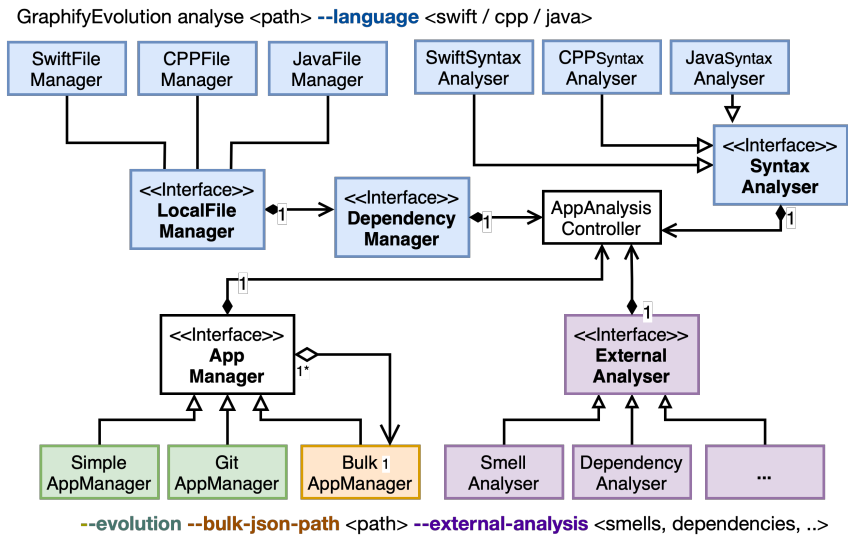 GraphifyEvolution analyse <path> --language <swift / cpp / java>
SwiftFile
Manager
CPPFile
Manager
JavaFile
Manager
SwiftSyntax
Analyser
CPPSyntax
Analyser
JavaSyntax
Analyser
<<Interface>>
Syntax
Analyser
1
<<Interface>>
LocalFile
Manager
1
<<Interface>>
Dependency
Manager
1
AppAnalysis
Controller
1
<<Interface>>
App
Manager
1*
1
<<Interface>>
External
Analyser
Simple
AppManager
Git
AppManager
Bulk 1
AppManager
Smell
Analyser
Dependency
Analyser
...
--evolution --bulk-json-path <path> --external-analysis <smells, dependencies, ..>